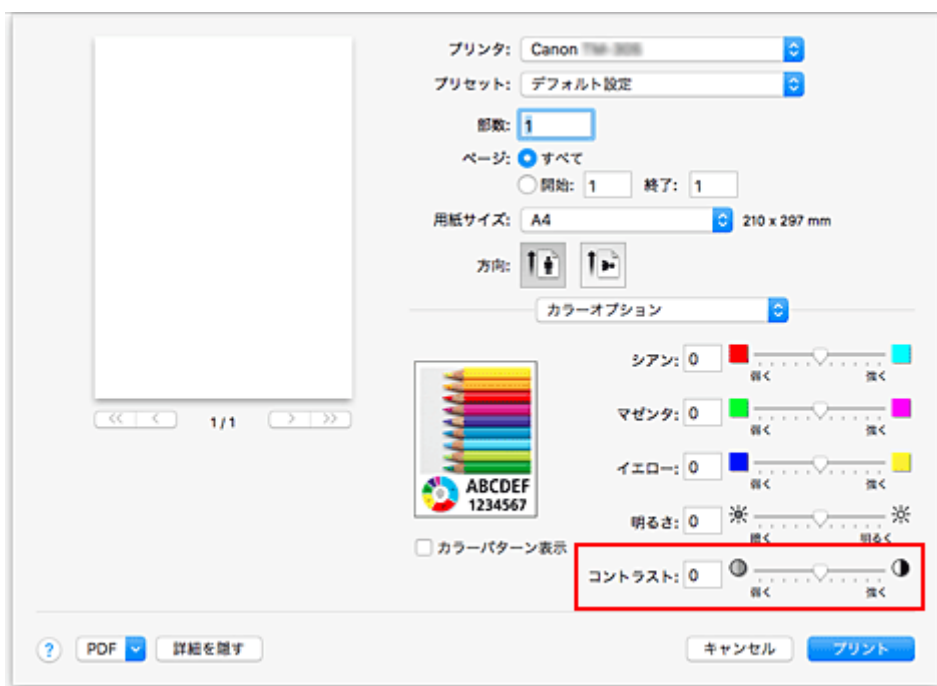 プリンタ: Canon
プリセット: デフォルト設定
部数: 1
ページ: すべて
開始: 1 終了: 1
用紙サイズ: A4 210 x 297 mm
方向:
カラーオプション
シアン: 0
弱く 強く
マゼンタ: 0
弱く 強く
イエロー: 0
弱く 強く
明るさ: 0
暗く 明るく
コントラスト: 0
弱く 強く
ABCDEF
1234567
カラーパターン表示
<< < 1 / 1 > >>
? PDF 詳細を隠す キャンセル プリント